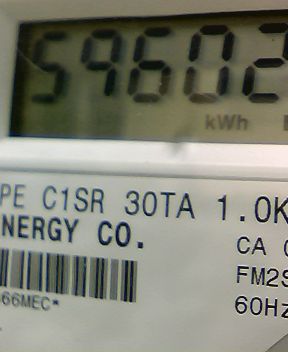 59602
kWh
PE C1SR 30TA 1.0K
NERGY CO.
CA
FM2S
60Hz
66MEC*